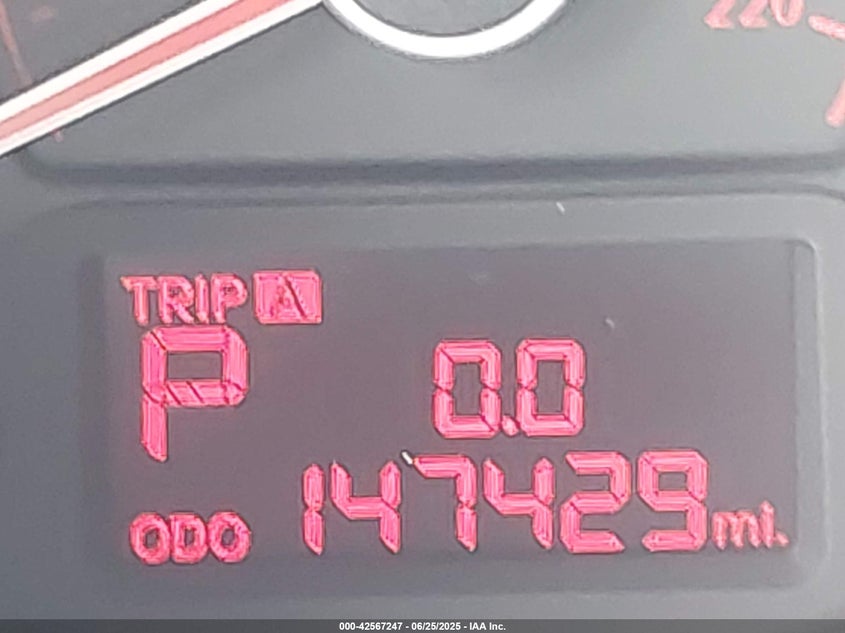 220
TRIP A
P 0.0
ODO 147429 mi.
000-42567247 - 06/25/2025 - IAA Inc.